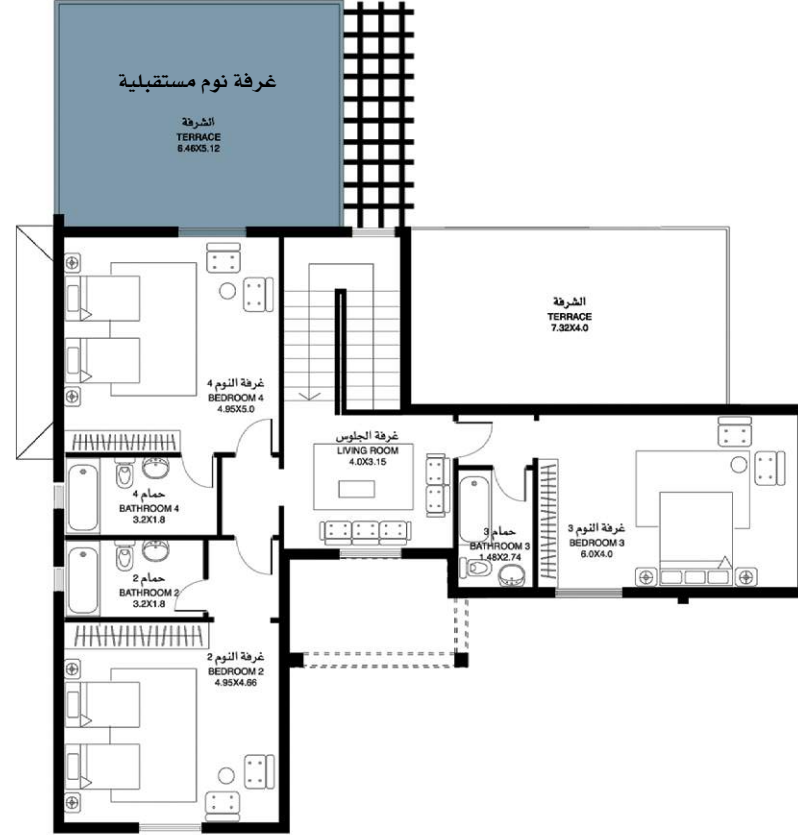 غرفة نوم مستقبلية
الشرفة
TERRACE
6.46X5.12
الشرفة
TERRACE
7.32X4.0
غرفة النوم 4
BEDROOM 4
4.95X5.0
غرفة الجلوس
LIVING ROOM
4.0X3.15
حمام 4
BATHROOM 4
3.2X1.8
حمام 3
BATHROOM 3
1.48X2.74
غرفة النوم 3
BEDROOM 3
6.0X4.0
حمام 2
BATHROOM 2
3.2X1.8
غرفة النوم 2
BEDROOM 2
4.95X4.66